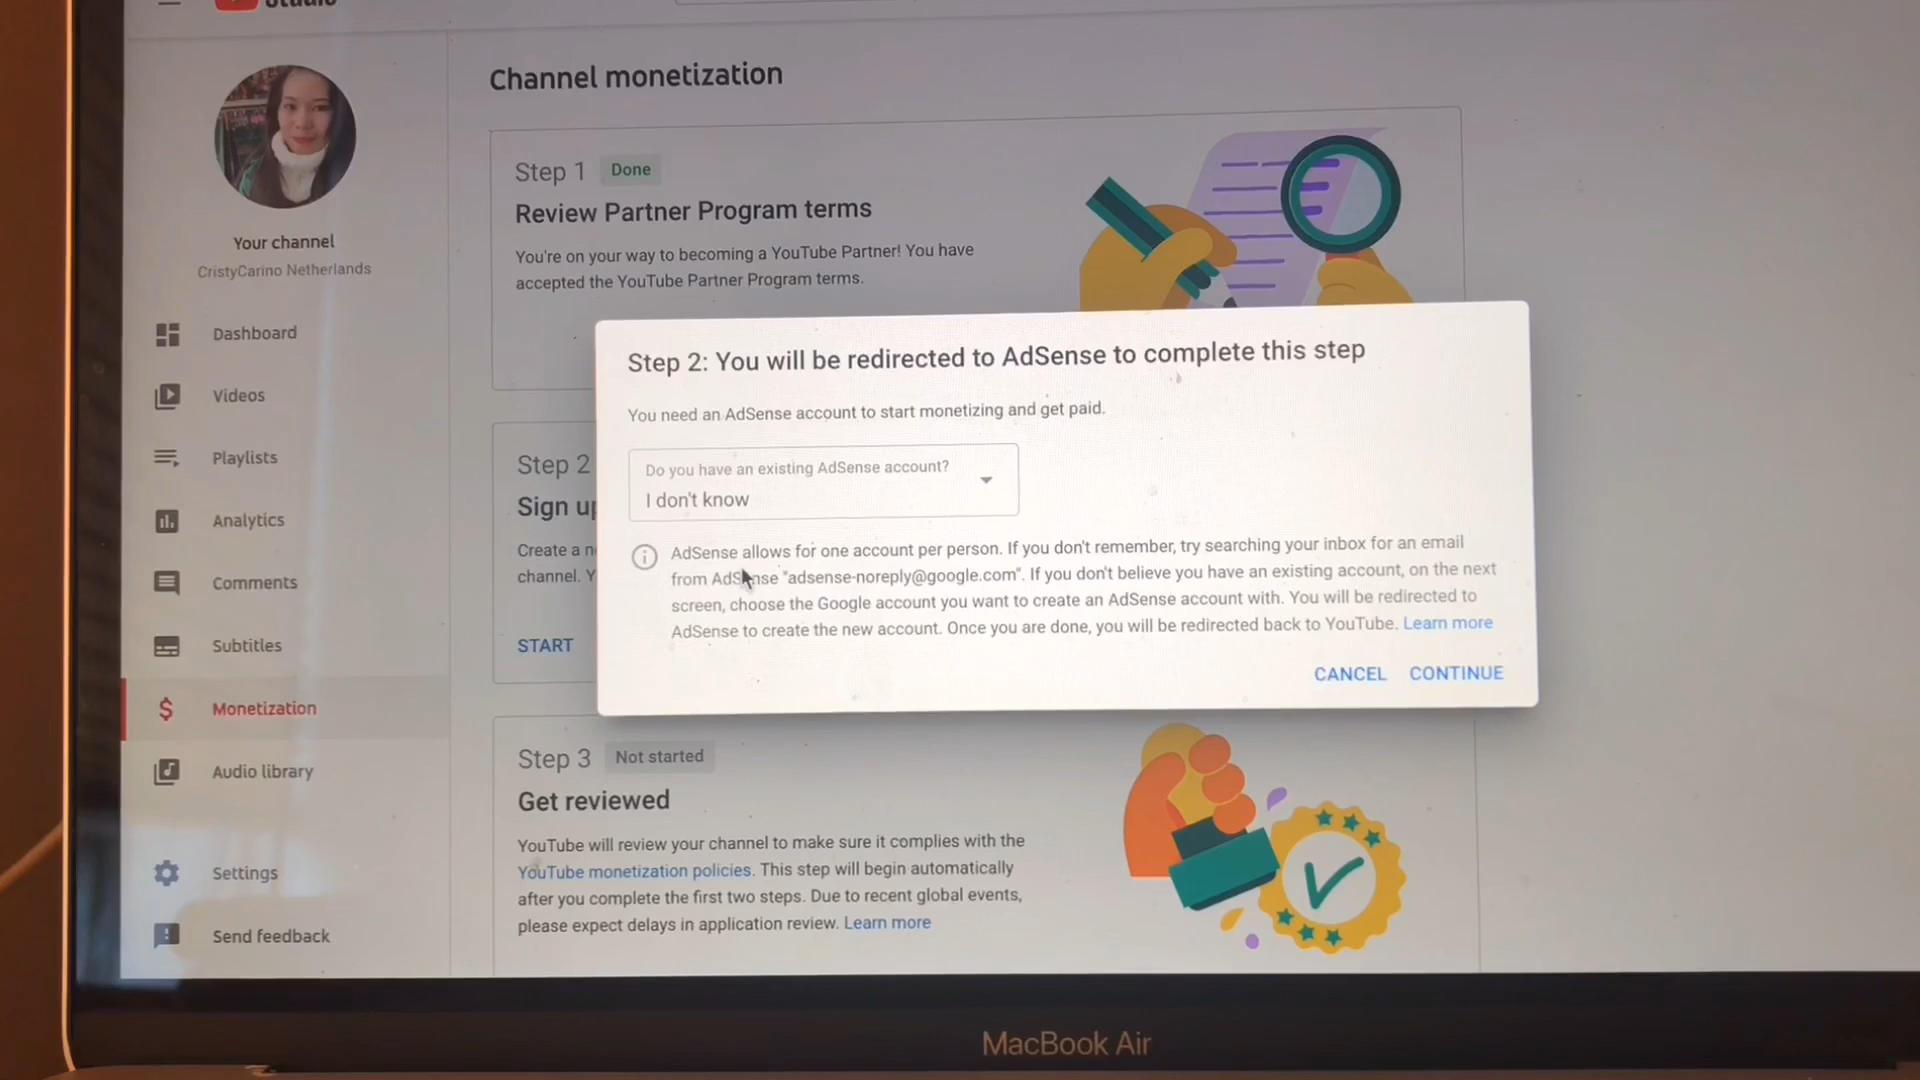 Studio
Channel monetization
Your channel
CristyCarino Netherlands
Dashboard
Videos
Playlists
Analytics
Comments
Subtitles
Monetization
Audio library
Settings
Send feedback
Step 1 Done
Review Partner Program terms
You're on your way to becoming a YouTube Partner! You have
accepted the YouTube Partner Program terms.
Step 2
Sign up
Create a n
channel. Y
START
Step 2: You will be redirected to AdSense to complete this step
You need an AdSense account to start monetizing and get paid.
Do you have an existing AdSense account?
I don't know
AdSense allows for one account per person. If you don't remember, try searching your inbox for an email
from AdSense "adsense-noreply@google.com". If you don't believe you have an existing account, on the next
screen, choose the Google account you want to create an AdSense account with. You will be redirected to
AdSense to create the new account. Once you are done, you will be redirected back to YouTube. Learn more
CANCEL CONTINUE
Step 3 Not started
Get reviewed
YouTube will review your channel to make sure it complies with the
YouTube monetization policies. This step will begin automatically
after you complete the first two steps. Due to recent global events,
please expect delays in application review. Learn more
MacBook Air